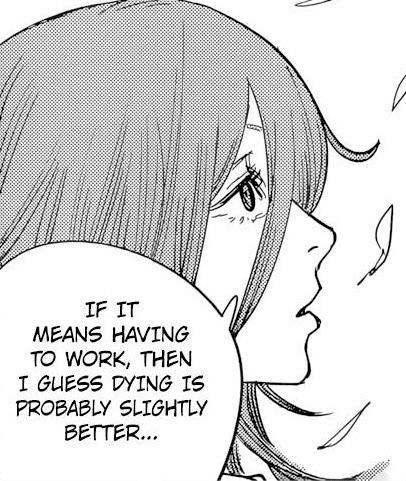 IF IT
MEANS HAVING
TO WORK, THEN
I GUESS DYING IS
PROBABLY SLIGHTLY
BETTER...